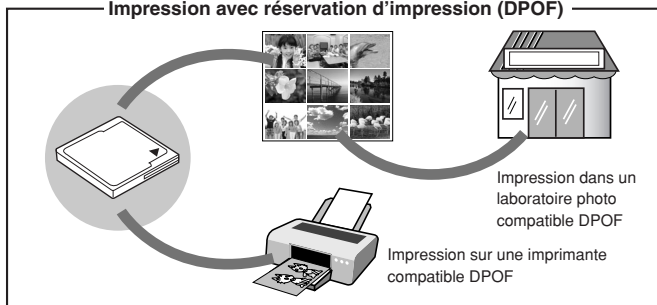 Impression avec réservation d'impression (DPOF)
Impression dans un
laboratoire photo
compatible DPOF
Impression sur une imprimante
compatible DPOF